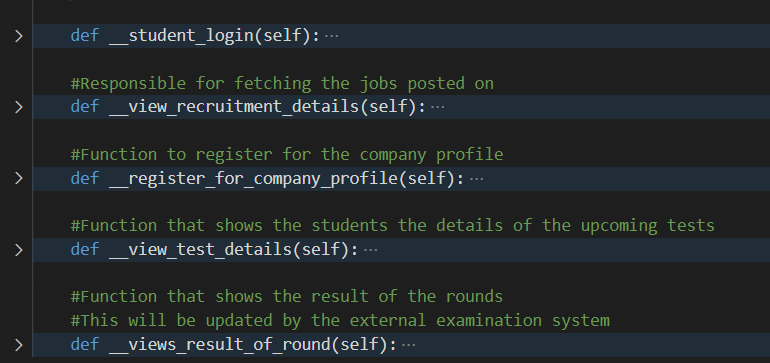 def __student_login(self):···
#Responsible for fetching the jobs posted on
def __view_recruitment_details(self):···
#Function to register for the company profile
def __register_for_company_profile(self):···
#Function that shows the students the details of the upcoming tests
def __view_test_details(self):···
#Function that shows the result of the rounds
#This will be updated by the external examination system
def __views_result_of_round(self):···